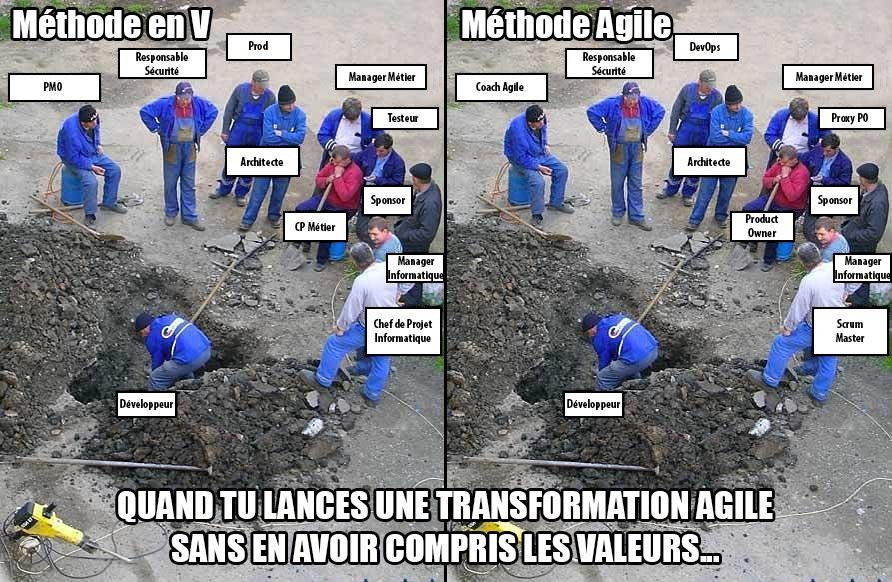 Méthode en V
Prod
Responsable
Sécurité
PMO
Manager Métier
Testeur
Architecte
Sponsor
CP Métier
Manager
Informatique
Chef de Projet
Informatique
Développeur
Méthode Agile
DevOps
Responsable
Sécurité
Coach Agile
Manager Métier
Proxy PO
Architecte
Sponsor
Product
Owner
Manager
Informatique
Scrum
Master
Développeur
QUAND TU LANCES UNE TRANSFORMATION AGILE
SANS EN AVOIR COMPRIS LES VALEURS...